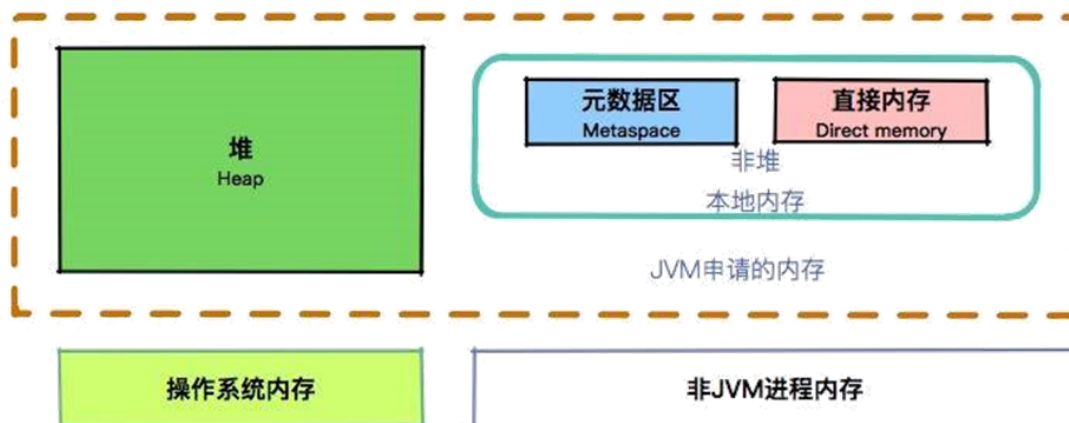 堆
Heap
元数据区
Metaspace
直接内存
Direct memory
非堆
本地内存
JVM申请的内存
操作系统内存
非JVM进程内存